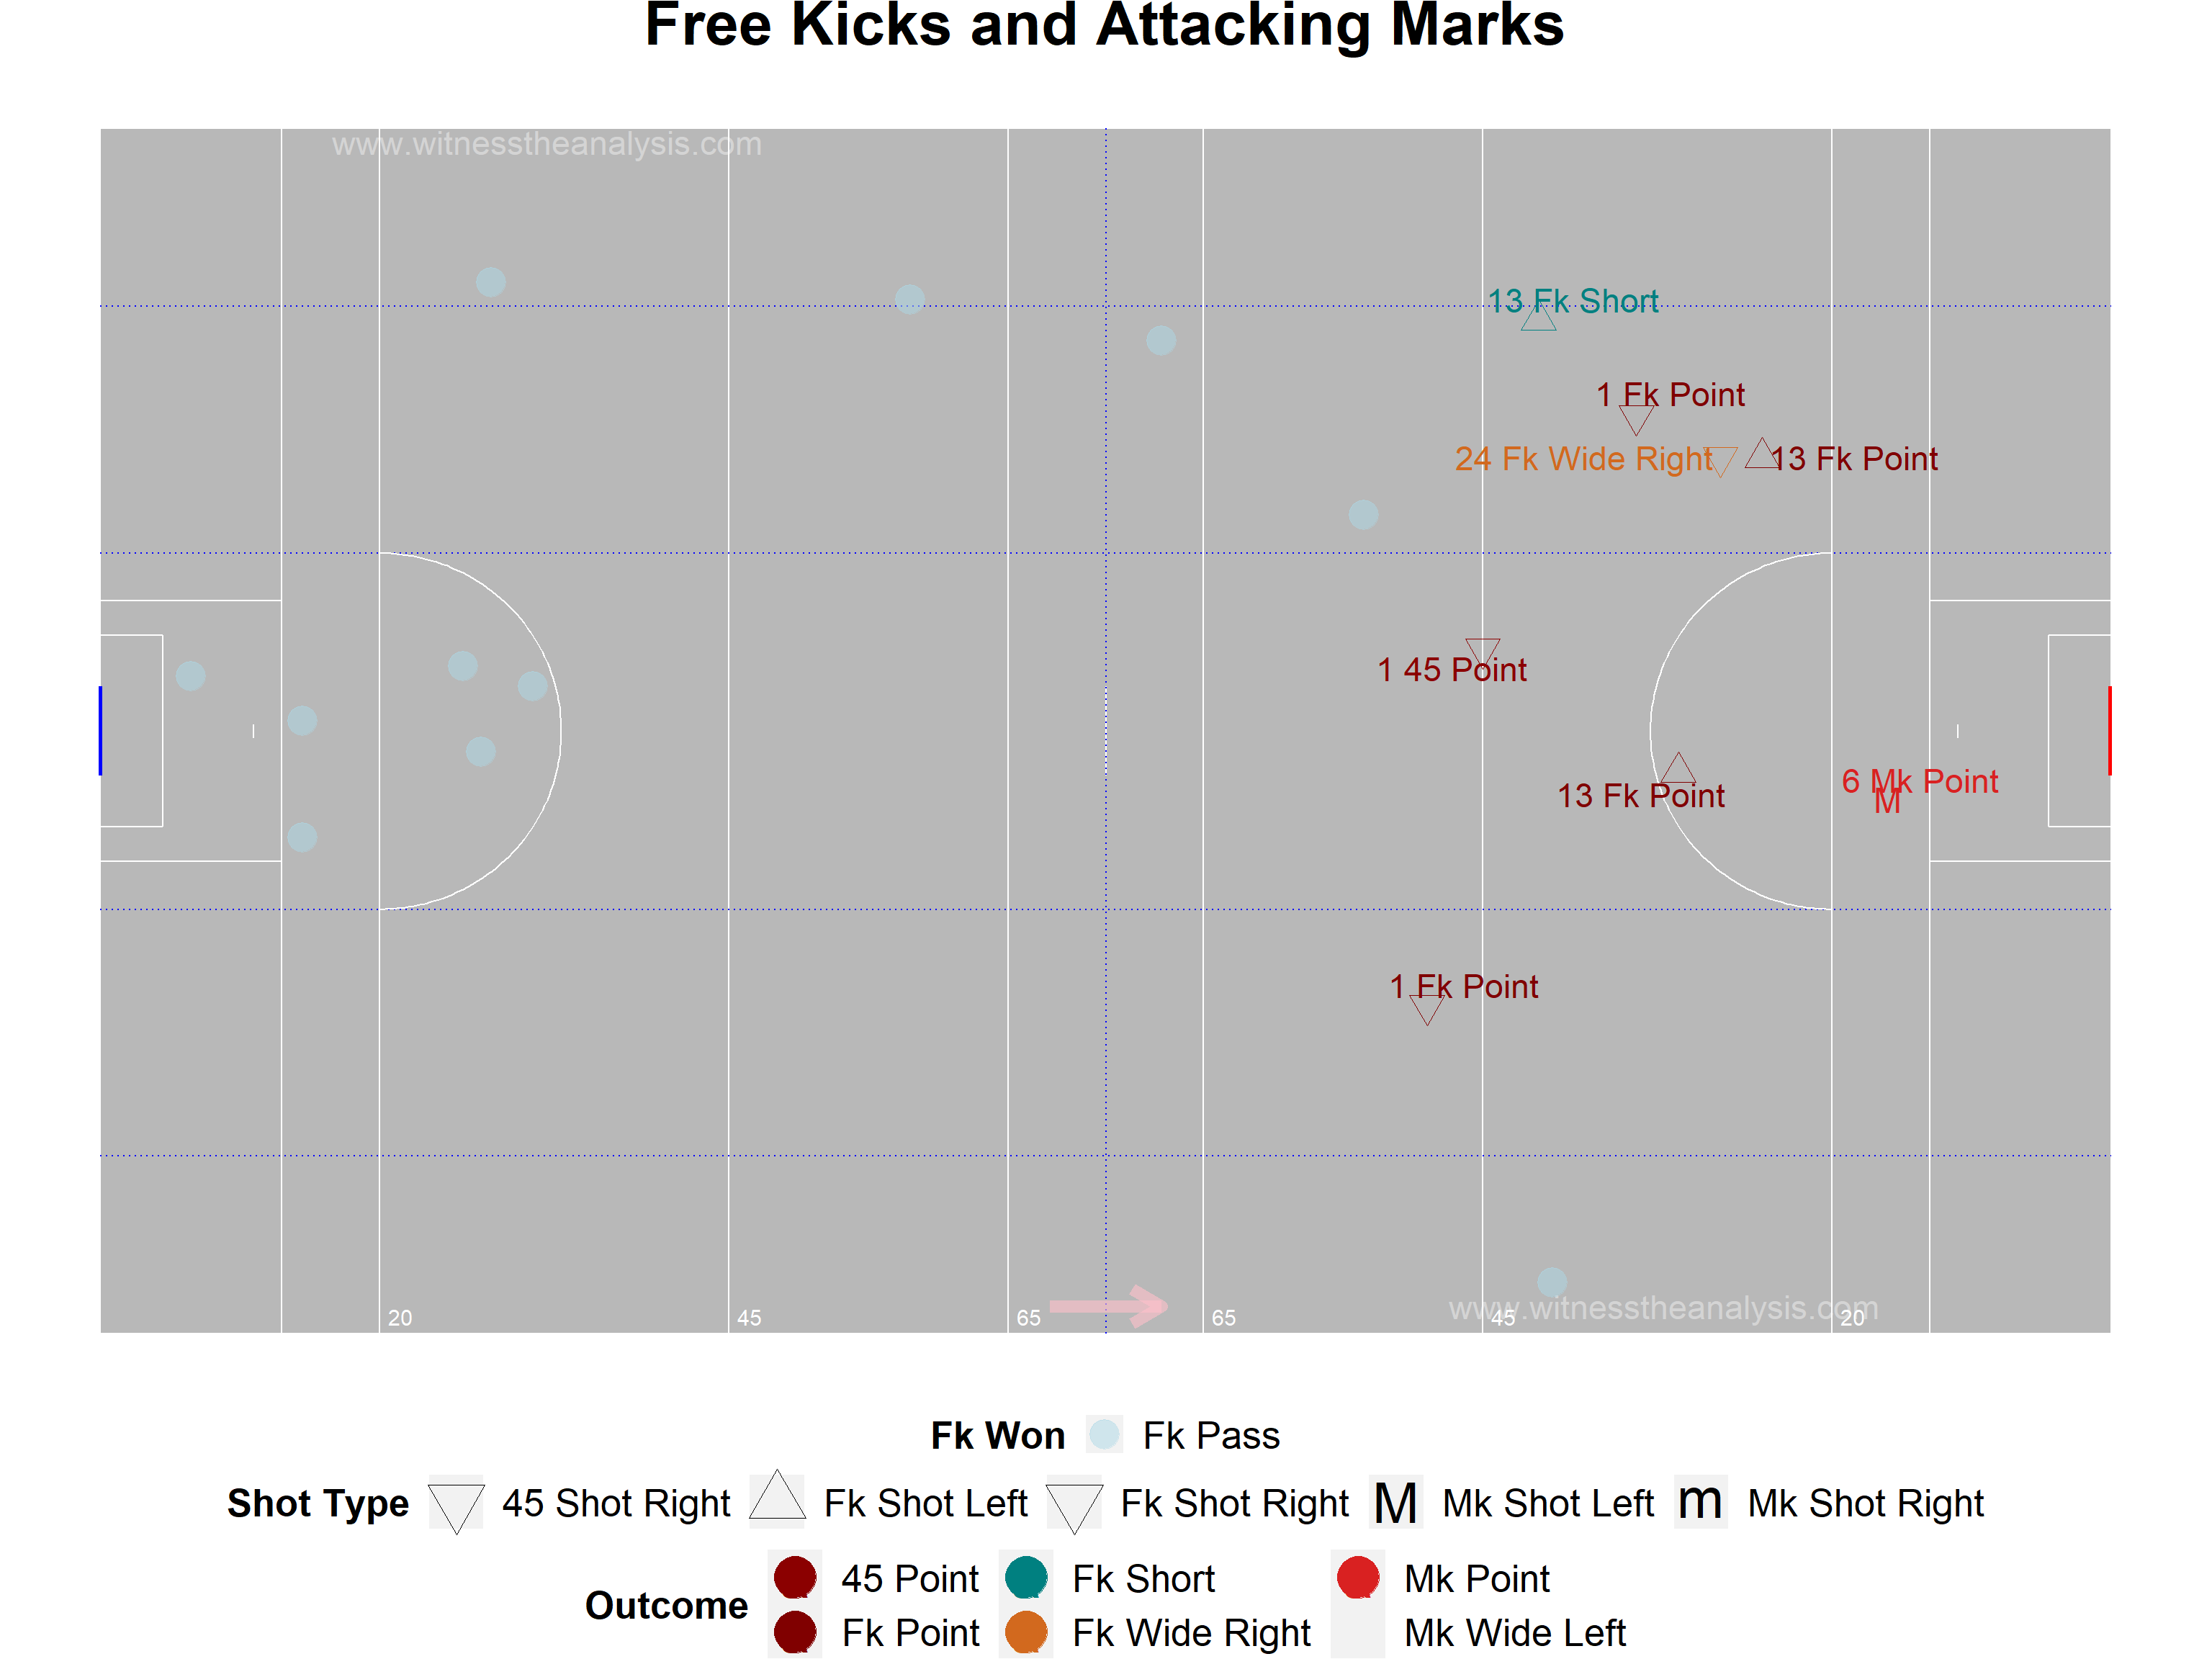 Free Kicks and Attacking Marks
www.witnesstheanalysis.com
13 Fk Short
1 Fk Point
24 Fk Wide Right
13 Fk Point
1 45 Point
6 Mk Point
M
13 Fk Point
1 Fk Point
www.witnesstheanalysis.com
20 45 65 65 45 20
Fk Won Fk Pass
Shot Type 45 Shot Right Fk Shot Left Fk Shot Right M Mk Shot Left m Mk Shot Right
45 Point Fk Short Mk Point
Outcome
Fk Point Fk Wide Right Mk Wide Left